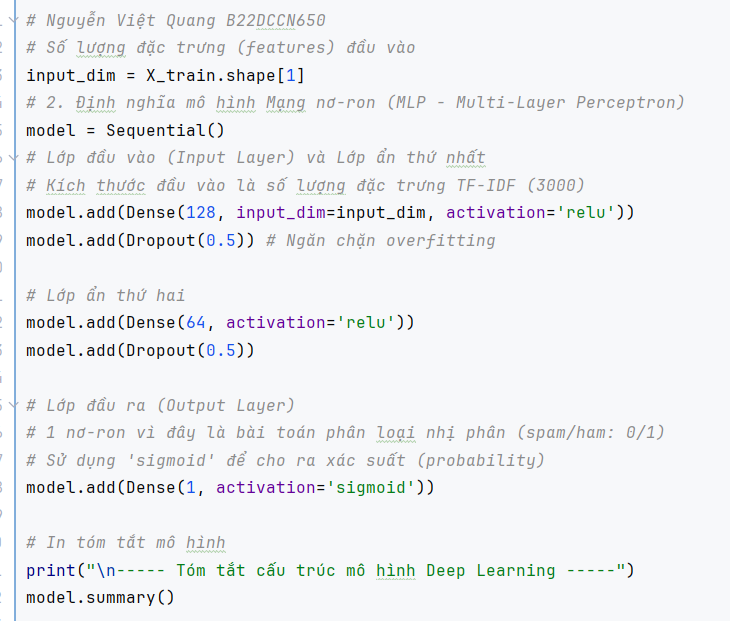 # Nguyễn Việt Quang B22DCCN650
# Số lượng đặc trưng (features) đầu vào
input_dim = X_train.shape[1]
# 2. Định nghĩa mô hình Mạng nơ-ron (MLP - Multi-Layer Perceptron)
model = Sequential()
# Lớp đầu vào (Input Layer) và Lớp ẩn thứ nhất
# Kích thước đầu vào là số lượng đặc trưng TF-IDF (3000)
model.add(Dense(128, input_dim=input_dim, activation='relu'))
model.add(Dropout(0.5)) # Ngăn chặn overfitting
# Lớp ẩn thứ hai
model.add(Dense(64, activation='relu'))
model.add(Dropout(0.5))
# Lớp đầu ra (Output Layer)
# 1 nơ-ron vì đây là bài toán phân loại nhị phân (spam/ham: 0/1)
# Sử dụng 'sigmoid' để cho ra xác suất (probability)
model.add(Dense(1, activation='sigmoid'))
# In tóm tắt mô hình
print("\n----- Tóm tắt cấu trúc mô hình Deep Learning -----")
model.summary()